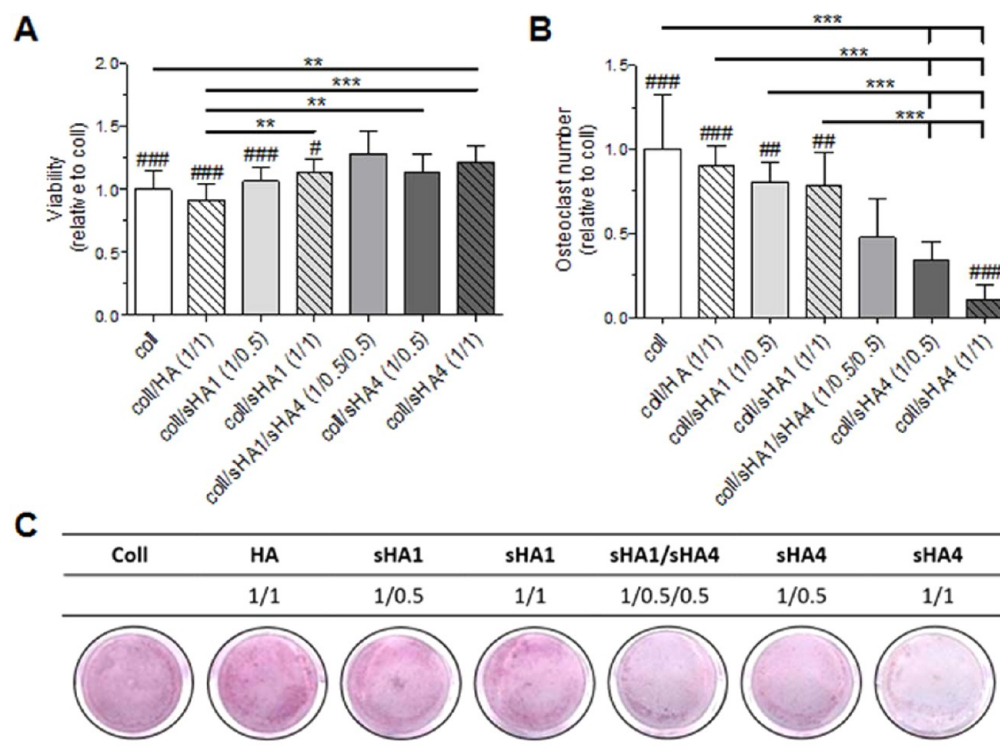 A
B
**
***
**
**
2.0
1.5
1.0
0.5
0.0
Viability
(relative to coll)
###
###
###
#
coll
coll/HA (1/1)
coll/sHA1 (1/0.5)
coll/sHA1 (1/1)
coll/sHA1/sHA4 (1/0.5/0.5)
coll/sHA4 (1/0.5)
coll/sHA4 (1/1)
***
***
***
***
1.5
1.0
0.5
0.0
Osteoclast number
(relative to coll)
###
###
##
##
###
coll
coll/HA (1/1)
coll/sHA1 (1/0.5)
coll/sHA1 (1/1)
coll/sHA1/sHA4 (1/0.5/0.5)
coll/sHA4 (1/0.5)
coll/sHA4 (1/1)
C
Coll HA sHA1 sHA1 sHA1/sHA4 sHA4 sHA4
1/1 1/0.5 1/1 1/0.5/0.5 1/0.5 1/1